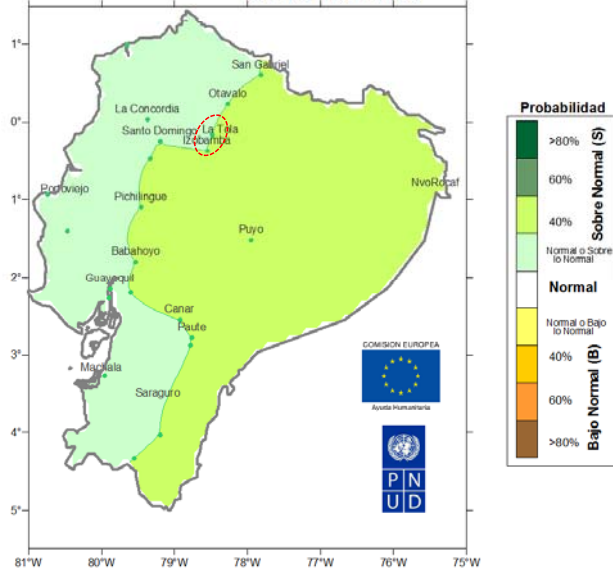 1°
0°
1°
2°
3°
4°
5°
81°W
80°W
79°W
78°W
77°W
76°W
75°W
San Gabriel
Otavalo
La Concordia
La Tola
Santo Domingo
Izobamba
Portoviejo
NvoRocaf
Pichilingue
Puyo
Babahoyo
Guayaquil
Canar
Paute
Machala
Saraguro
COMISION EUROPEA
Ayuda Humanitaria
P N
U D
Probabilidad
>80%
60%
40%
Normal o Sobre
lo Normal
Normal
Normal o Bajo
lo Normal
40%
60%
>80%
Sobre Normal (S)
Bajo Normal (B)